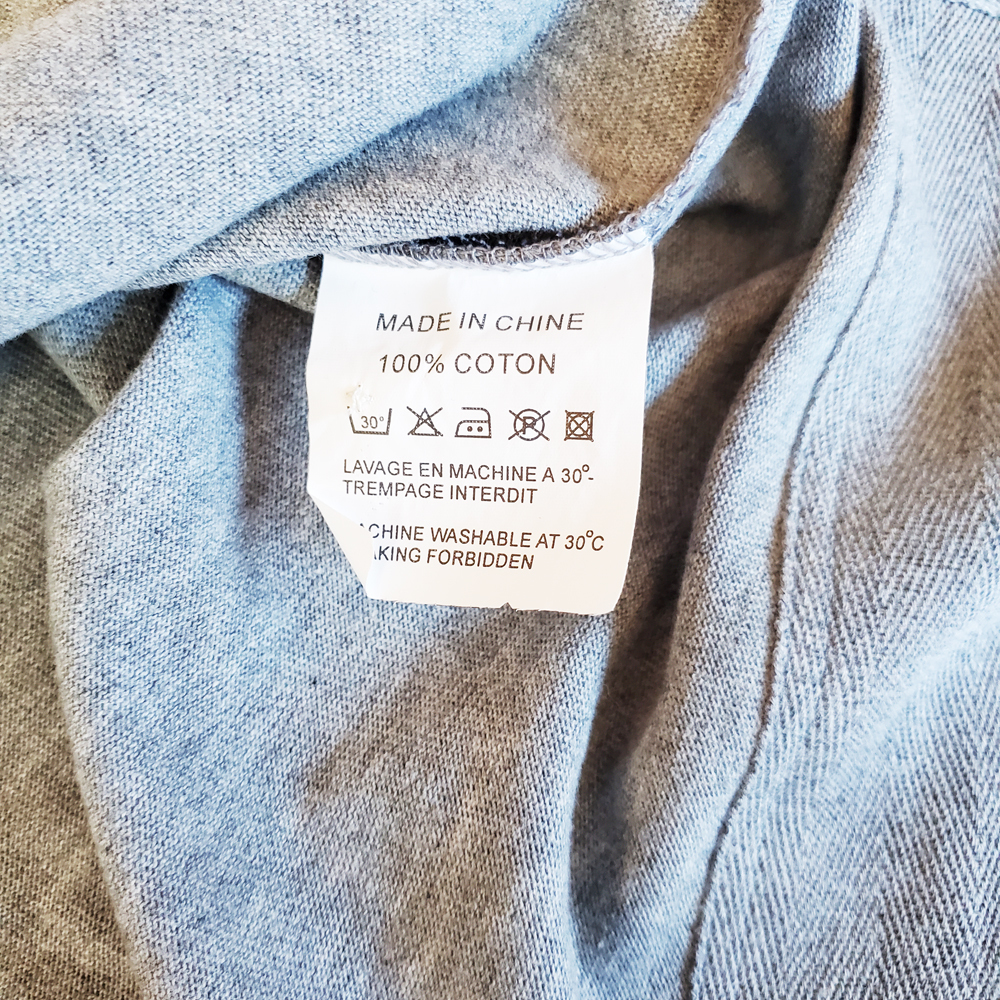 MADE IN CHINE
100% COTON
30° P
LAVAGE EN MACHINE A 30°-
TREMPAGE INTERDIT
ACHINE WASHABLE AT 30°C
AKING FORBIDDEN